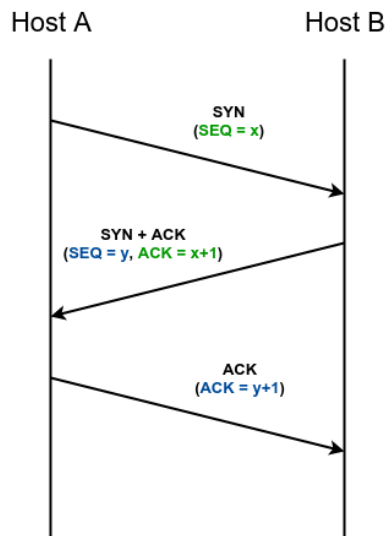 Host A
Host B
SYN
(SEQ = x)
SYN + ACK
(SEQ = y, ACK = x+1)
ACK
(ACK = y+1)